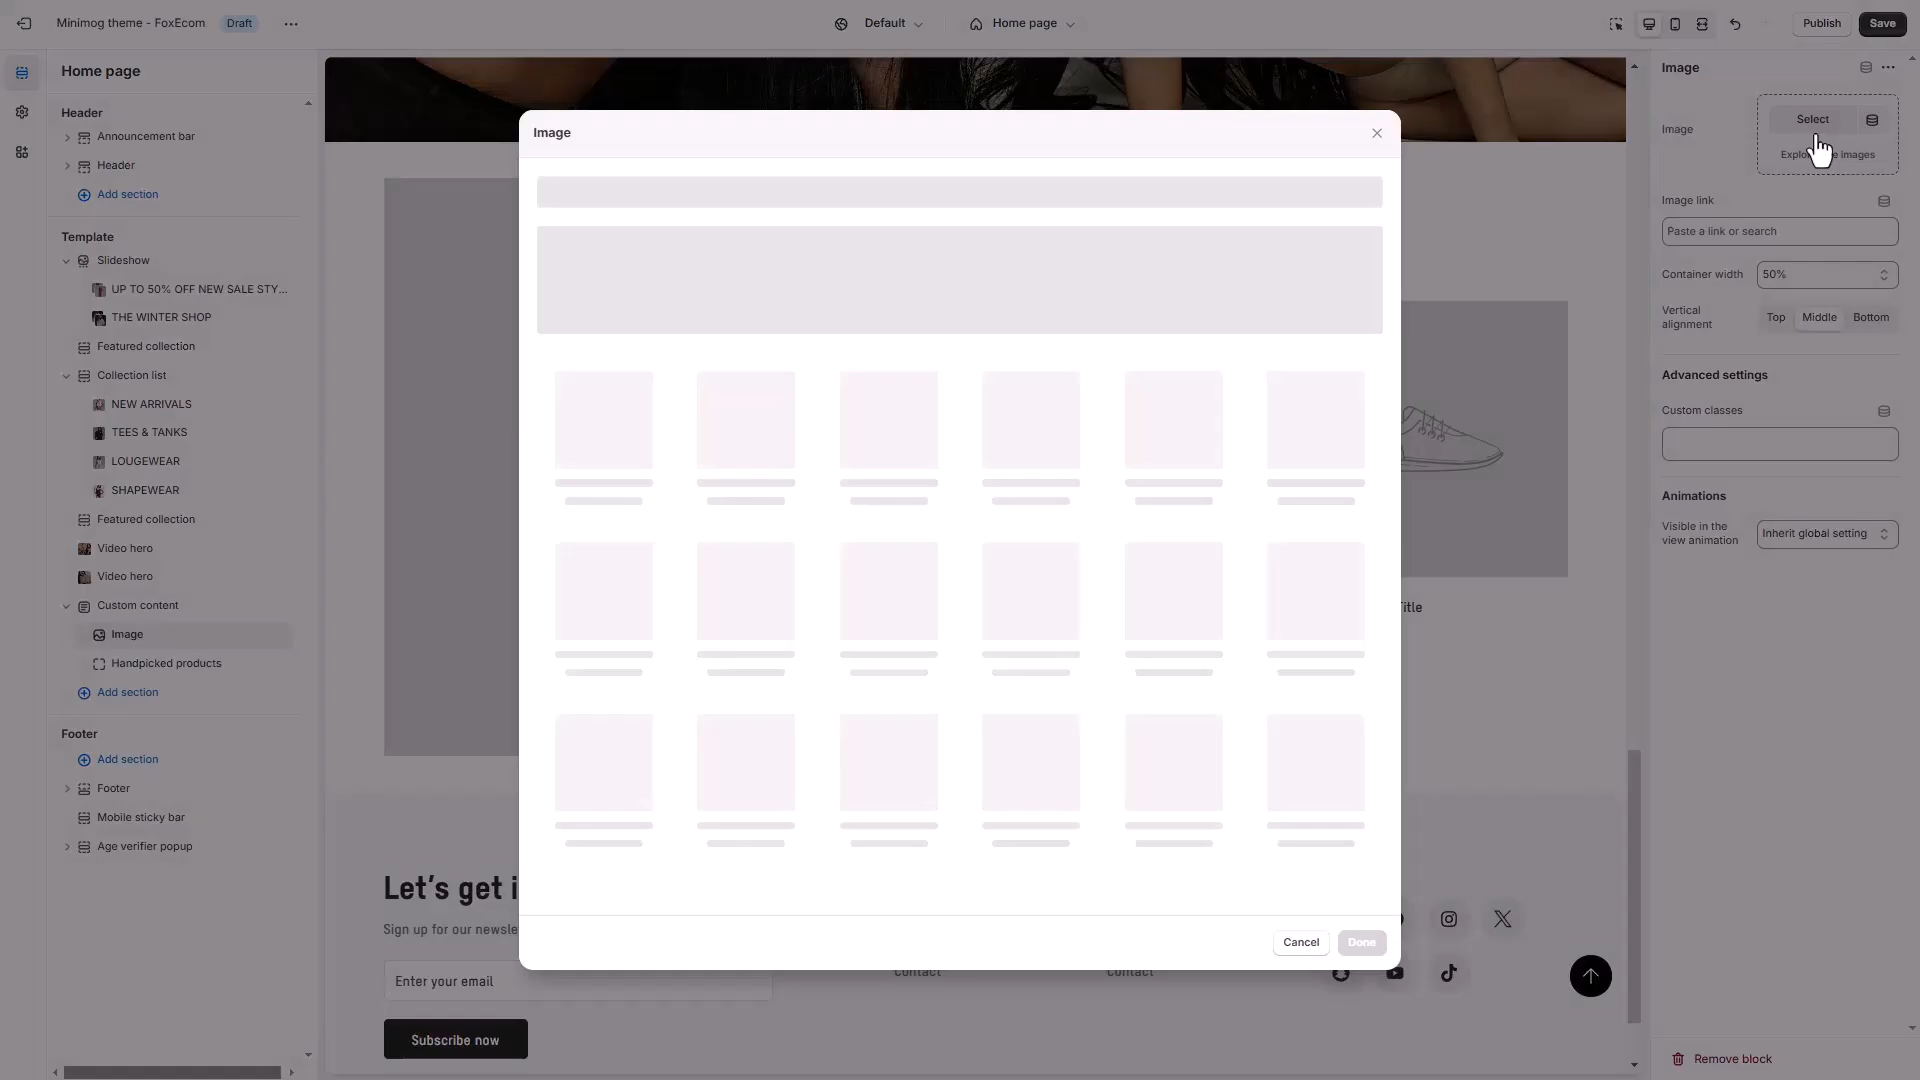 Minimog theme - FoxEcom
Draft
Default
Home page
Publish
Save
Home page
Header
Announcement bar
Header
Add section
Template
Slideshow
UP TO 50% OFF NEW SALE STY...
THE WINTER SHOP
Featured collection
Collection list
NEW ARRIVALS
TEES & TANKS
LOUGEWEAR
SHAPEWEAR
Featured collection
Video hero
Video hero
Custom content
Image
Handpicked products
Add section
Footer
Add section
Footer
Mobile sticky bar
Age verifier popup
Image
Cancel
Done
Title
Let's get i
Sign up for our newsle
Enter your email
Subscribe now
Contact
Contact
Image
Image
Select
images
Image link
Paste a link or search
Container width
50%
Vertical
alignment
Top
Middle
Bottom
Advanced settings
Custom classes
Animations
Visible in the
view animation
Inherit global setting
Remove block